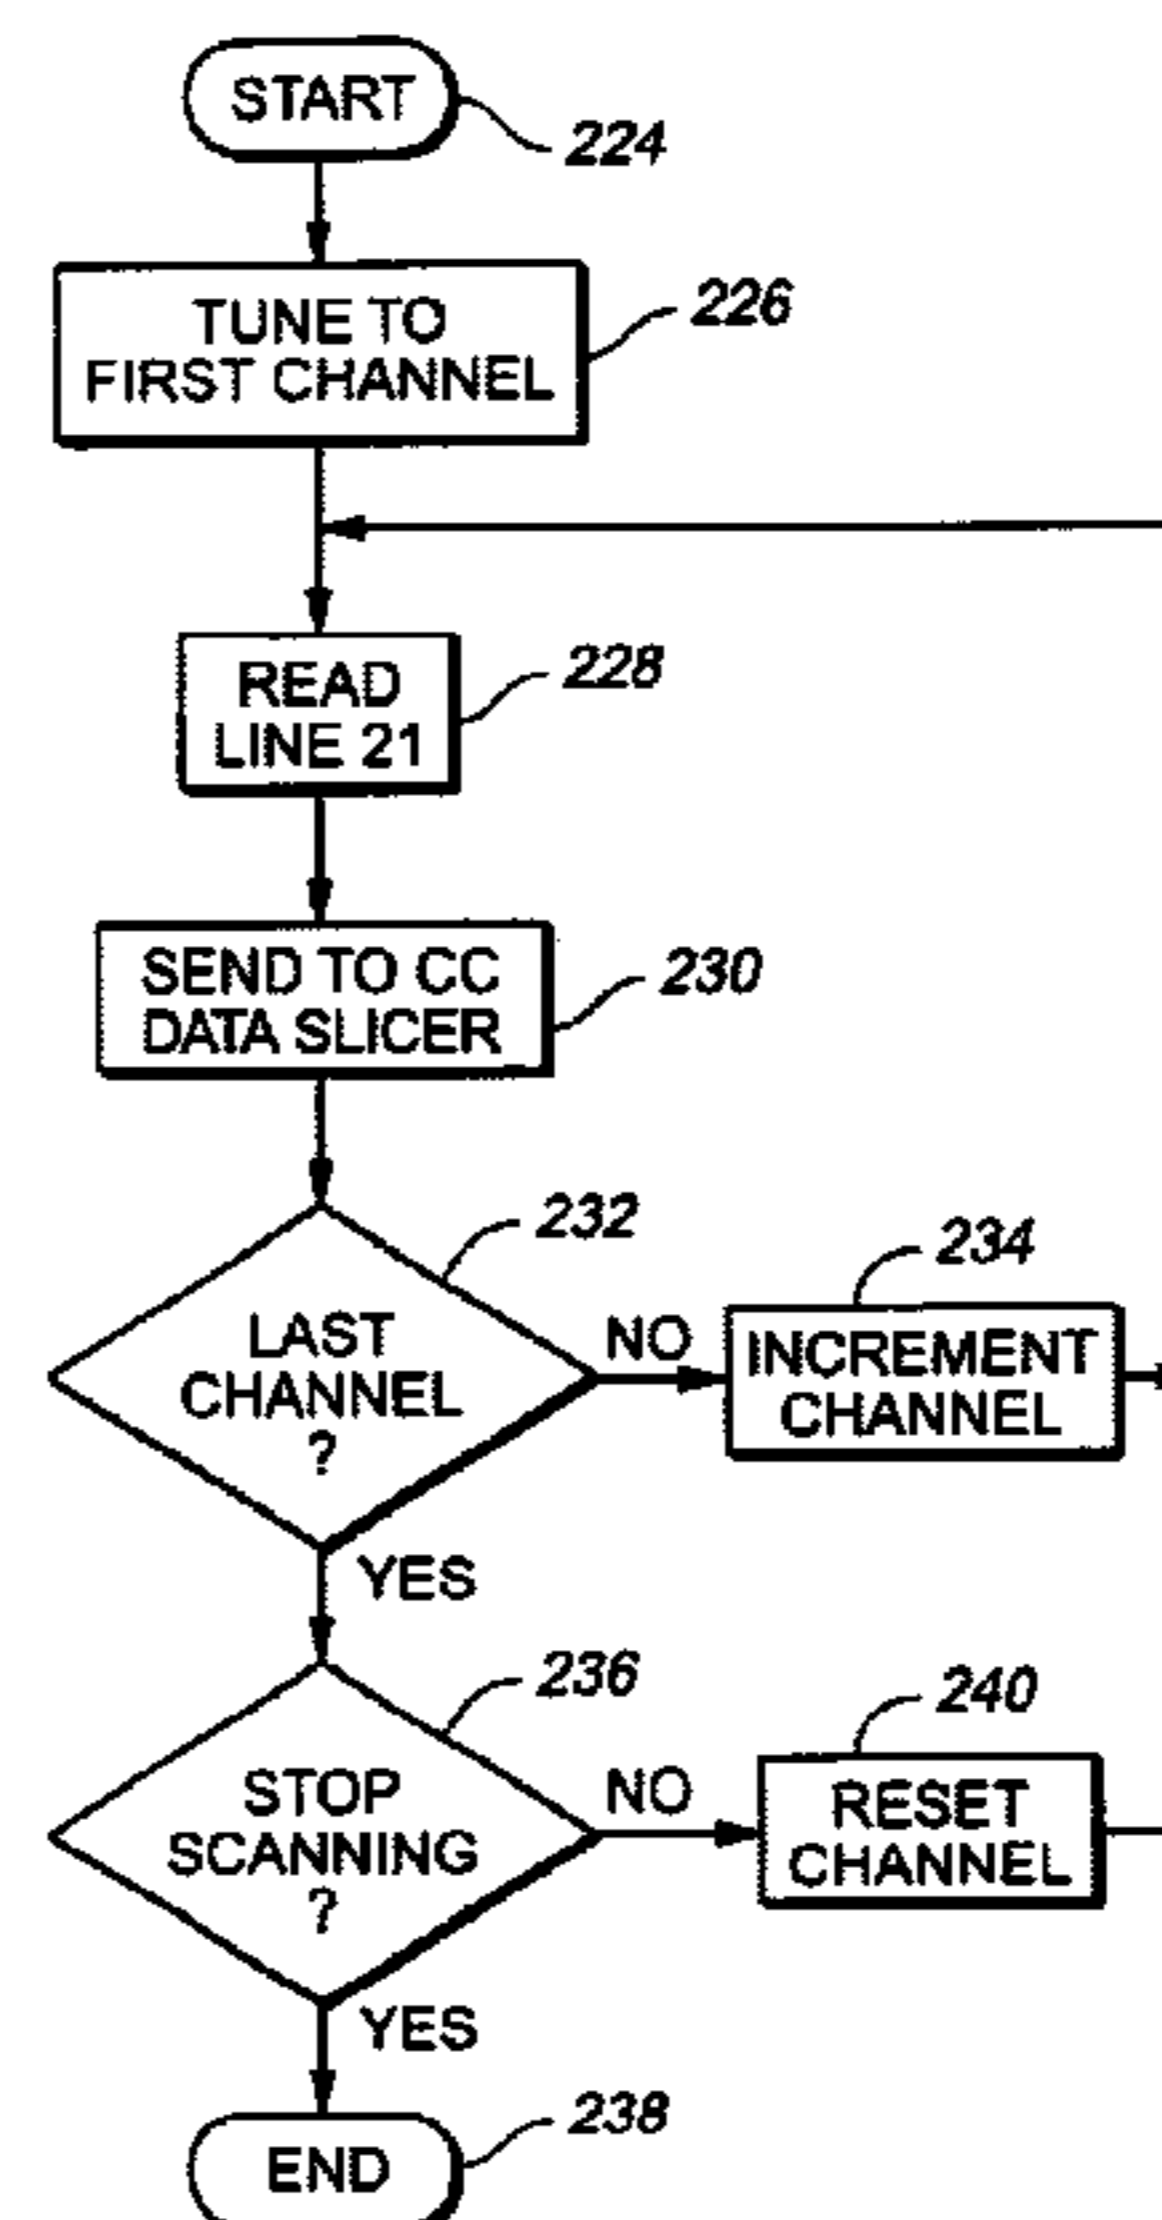 START
224
TUNE TO
FIRST CHANNEL
226
READ
LINE 21
228
SEND TO CC
DATA SLICER
230
232
LAST
CHANNEL
?
NO
234
INCREMENT
CHANNEL
YES
236
STOP
SCANNING
?
NO
240
RESET
CHANNEL
YES
238
END